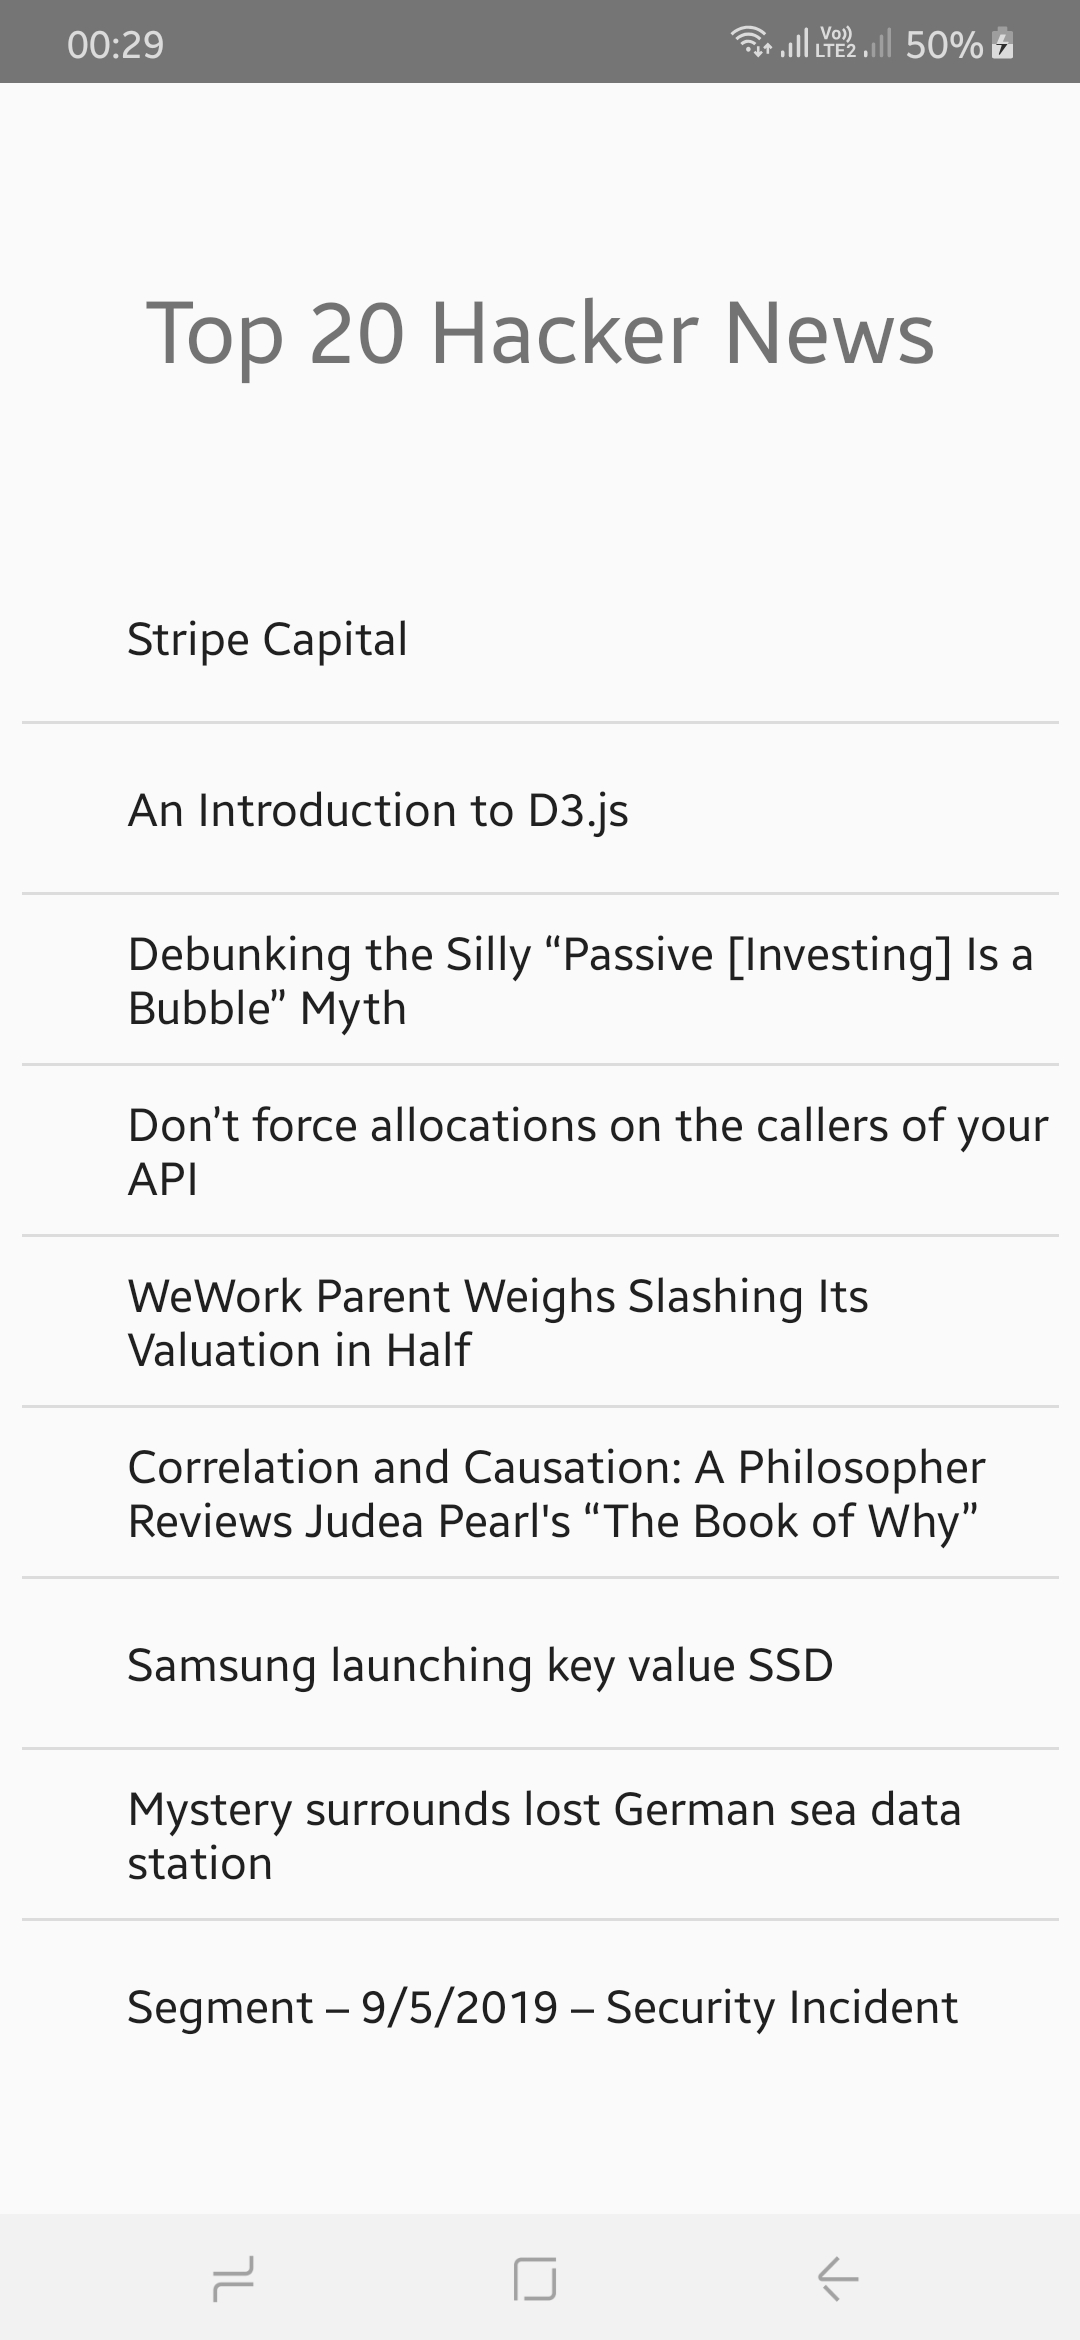 00:29 Vo)) LTE2 50%
Top 20 Hacker News
Stripe Capital
An Introduction to D3.js
Debunking the Silly “Passive [Investing] Is a
Bubble” Myth
Don’t force allocations on the callers of your
API
WeWork Parent Weighs Slashing Its
Valuation in Half
Correlation and Causation: A Philosopher
Reviews Judea Pearl's “The Book of Why”
Samsung launching key value SSD
Mystery surrounds lost German sea data
station
Segment – 9/5/2019 – Security Incident